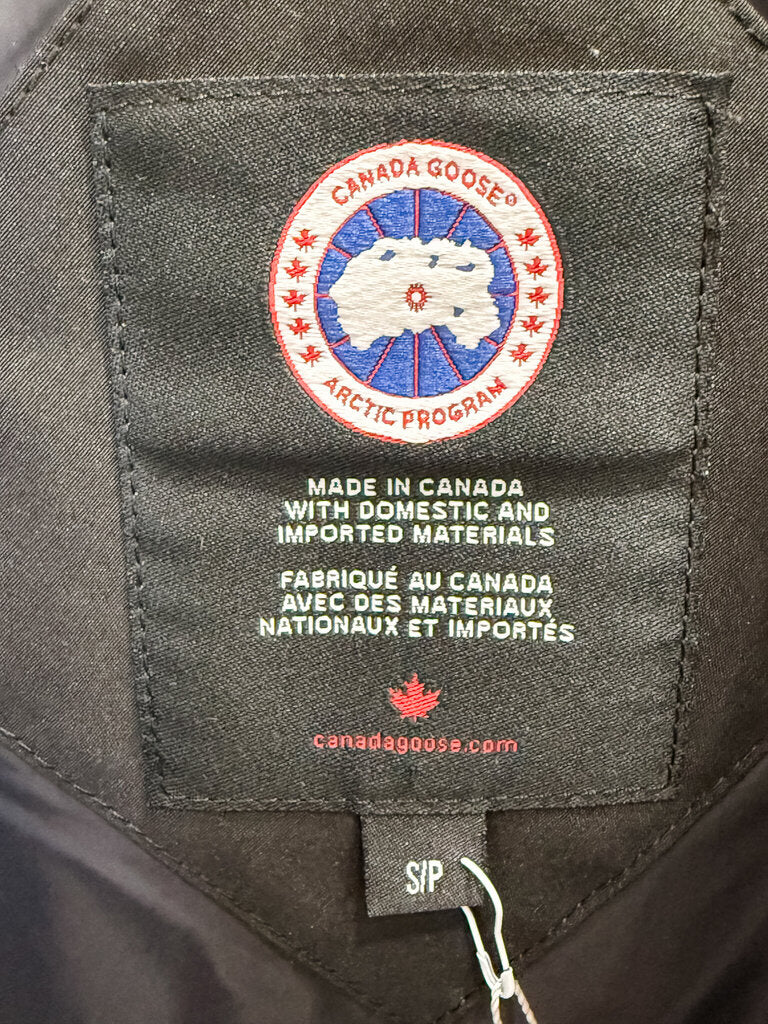 CANADA GOOSE®
ARCTIC PROGRAM
MADE IN CANADA
WITH DOMESTIC AND
IMPORTED MATERIALS
FABRIQUÉ AU CANADA
AVEC DES MATERIAUX
NATIONAUX ET IMPORTÉS
canadagoose.com
S/P